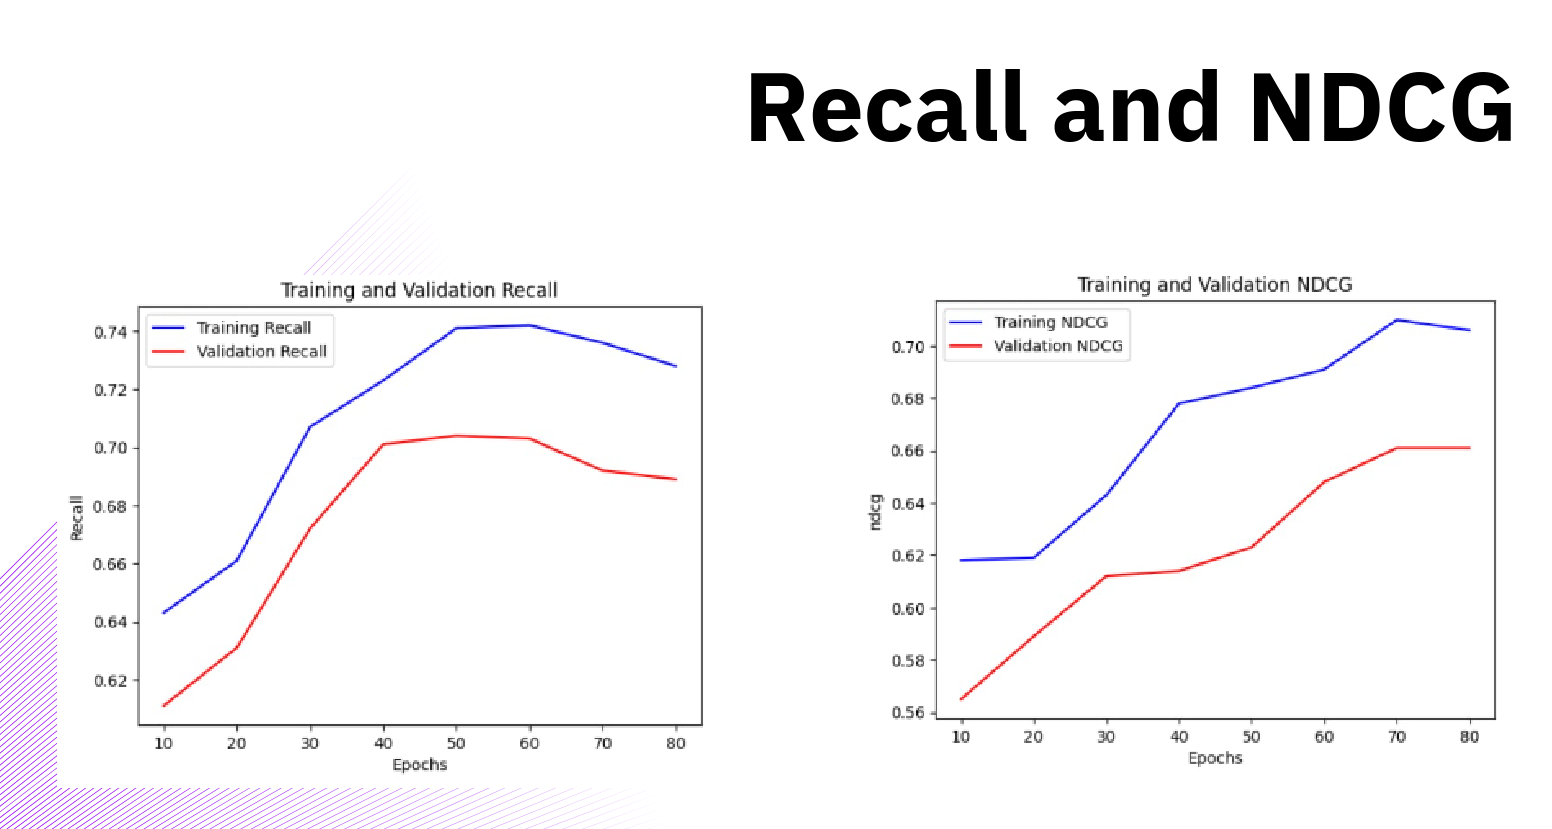 Recall and NDCG
Training and Validation Recall
Training Recall
Validation Recall
0.74
0.72
0.70
0.68
0.66
0.64
0.62
Recall
10 20 30 40 50 60 70 80
Epochs
Training and Validation NDCG
Training NDCG
Validation NDCG
0.70
0.68
0.66
0.64
0.62
0.60
0.58
0.56
ndcg
10 20 30 40 50 60 70 80
Epochs